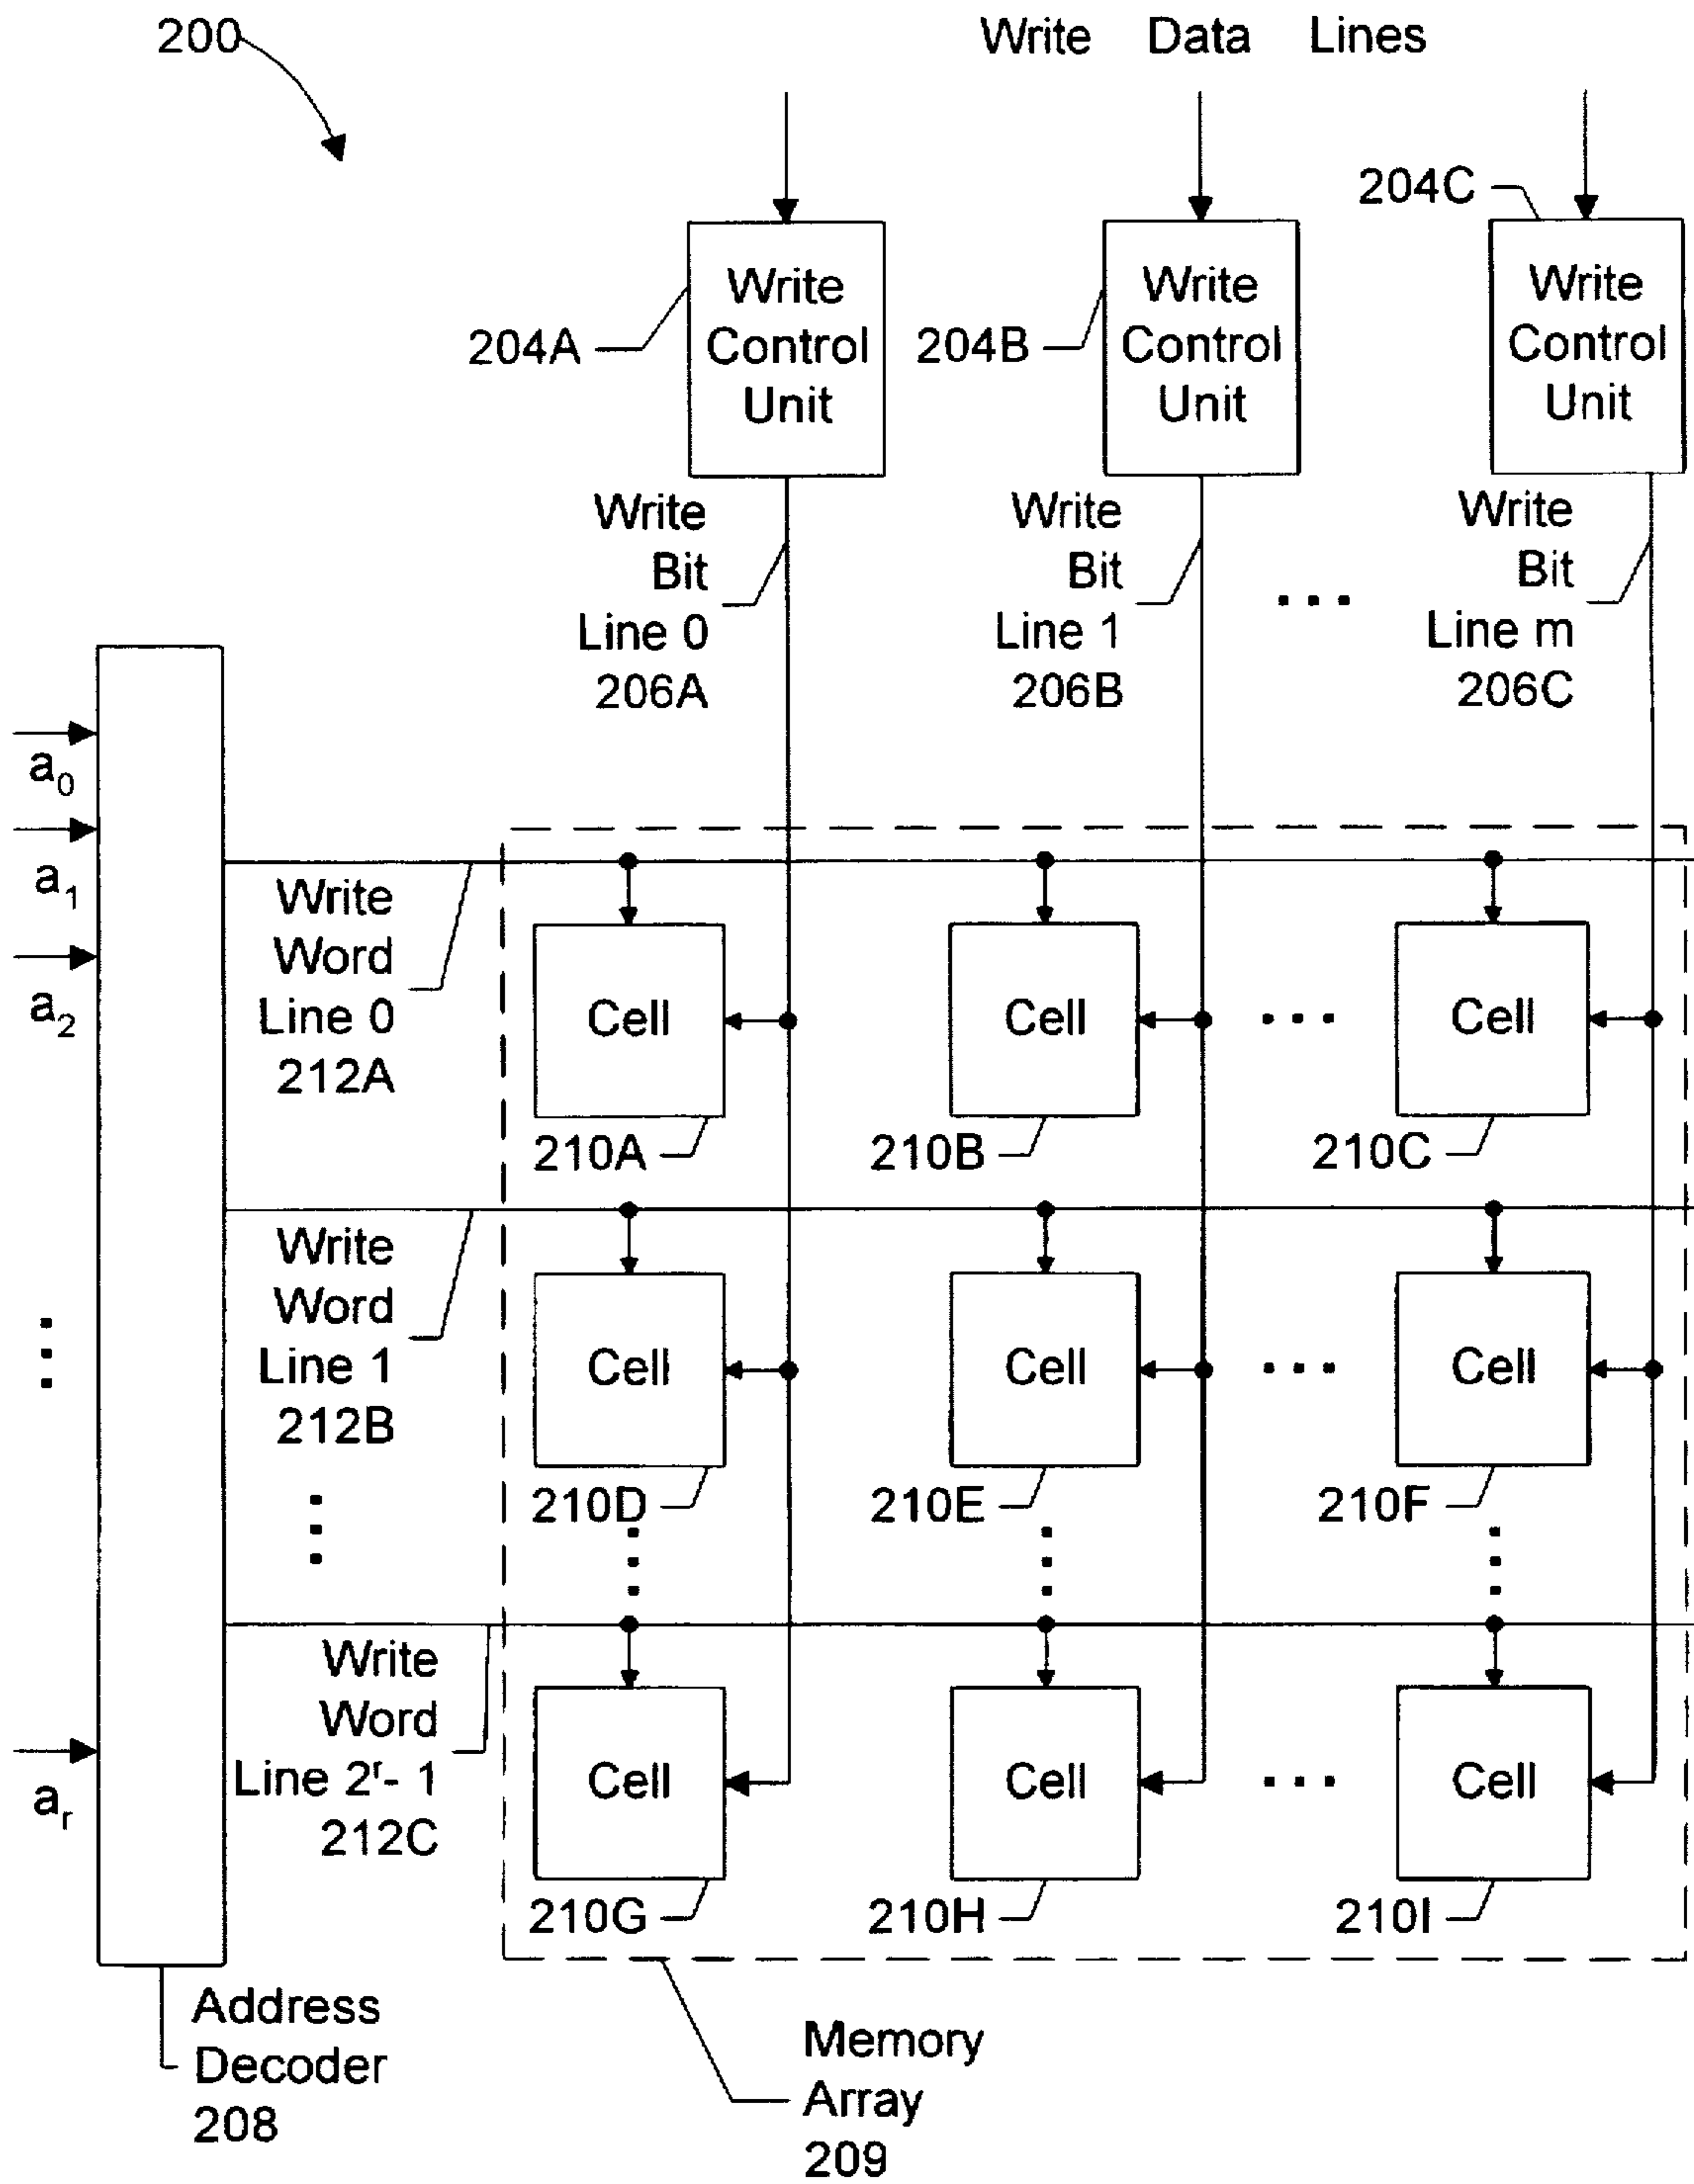 200
Write Data Lines
204C
Write
Control
Unit
204A
Write
Control
Unit
204B
Write
Control
Unit
Write
Bit
Line 0
206A
Write
Bit
Line 1
206B
...
Write
Bit
Line m
206C
a₀
a₁
a₂
⋮
aᵣ
Write
Word
Line 0
212A
Cell
210A
Cell
210B
...
Cell
210C
Write
Word
Line 1
212B
Cell
210D
Cell
210E
...
Cell
210F
⋮
⋮
⋮
⋮
Write
Word
Line 2ʳ- 1
212C
Cell
210G
Cell
210H
...
Cell
210I
Address
Decoder
208
Memory
Array
209